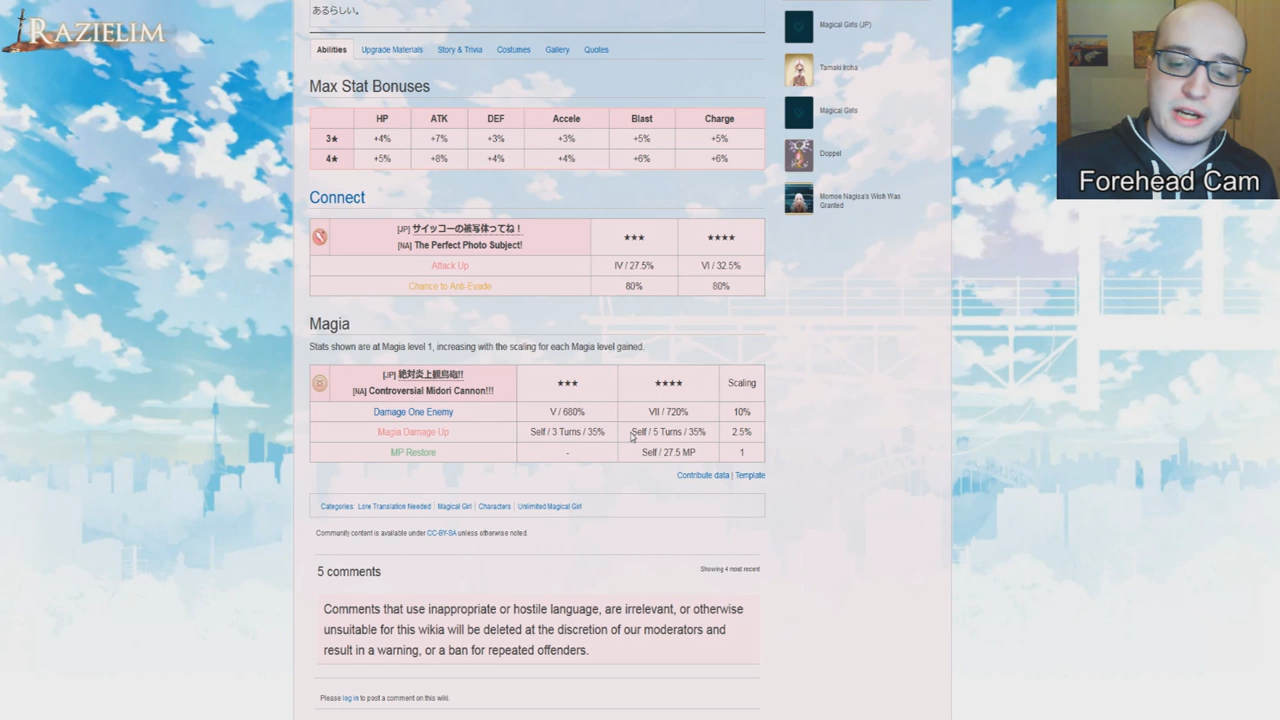 RAZIELIM
あるらしい。
Abilities Upgrade Materials Story & Trivia Costumes Gallery Quotes
Max Stat Bonuses
HP ATK DEF Accele Blast Charge
3★ +4% +7% +3% +3% +5% +5%
4★ +5% +8% +4% +4% +6% +6%
Connect
[JP] サイッコーの被写体ってね！ ★★★ ★★★★
[NA] The Perfect Photo Subject!
Attack Up IV / 27.5% VI / 32.5%
Chance to Anti-Evade 80% 80%
Magia
Stats shown are at Magia level 1, increasing with the scaling for each Magia level gained.
[JP] 絶対炎上観鳥砲!! ★★★ ★★★★ Scaling
[NA] Controversial Midori Cannon!!!
Damage One Enemy V / 680% VII / 720% 10%
Magia Damage Up Self / 3 Turns / 35% Self / 5 Turns / 35% 2.5%
MP Restore - Self / 27.5 MP 1
Contribute data | Template
Categories: Lore Translation Needed | Magical Girl | Characters | Unlimited Magical Girl
Community content is available under CC-BY-SA unless otherwise noted.
5 comments
Showing 4 most recent
Comments that use inappropriate or hostile language, are irrelevant, or otherwise
unsuitable for this wikia will be deleted at the discretion of our moderators and
result in a warning, or a ban for repeated offenders.
Please log in to post a comment on this wiki.
Magical Girls (JP)
Tamaki Iroha
Magical Girls
Doppel
Momoe Nagisa's Wish Was
Granted
Forehead Cam